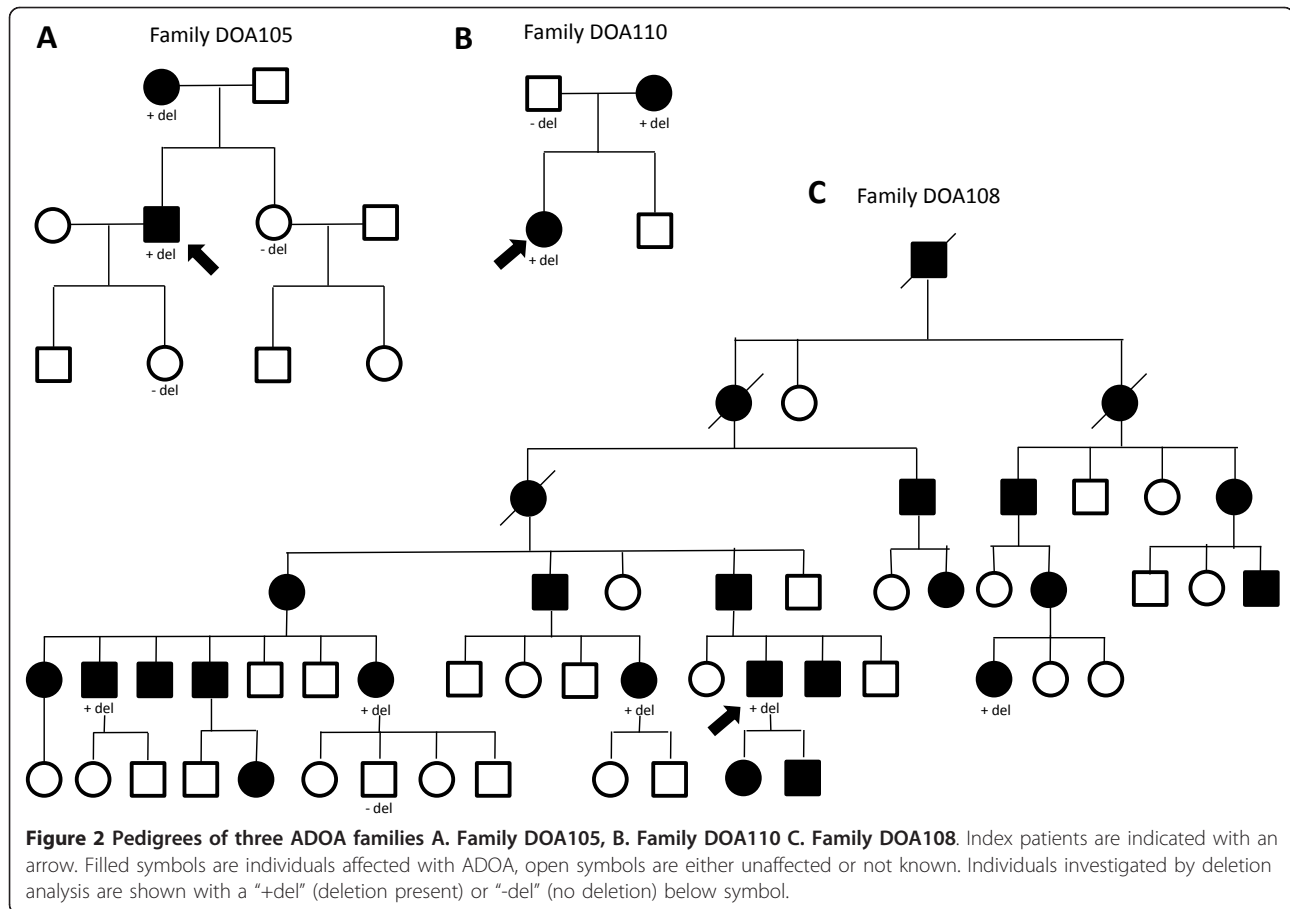 A
Family DOA105
B
Family DOA110
+ del
- del
+ del
C
Family DOA108
+ del
- del
+ del
- del
+ del
+ del
+ del
+ del
+ del
- del
Figure 2 Pedigrees of three ADOA families A. Family DOA105, B. Family DOA110 C. Family DOA108. Index patients are indicated with an
arrow. Filled symbols are individuals affected with ADOA, open symbols are either unaffected or not known. Individuals investigated by deletion
analysis are shown with a “+del” (deletion present) or “-del” (no deletion) below symbol.